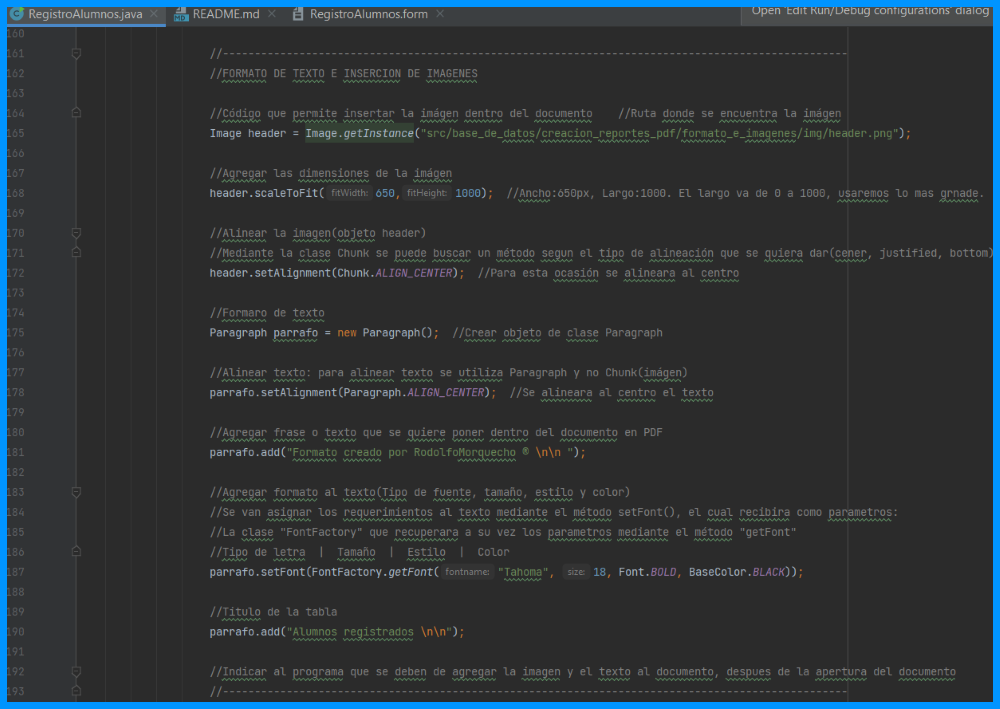 RegistroAlumnos.java README.md RegistroAlumnos.form Open 'Edit Run/Debug configurations' dialog
160
161 //------------------------------------------------------------------------------------------
162 //FORMATO DE TEXTO E INSERCION DE IMAGENES
163
164 //Código que permite insertar la imágen dentro del documento //Ruta donde se encuentra la imágen
165 Image header = Image.getInstance("src/base_de_datos/creacion_reportes_pdf/formato_e_imagenes/img/header.png");
166
167 //Agregar las dimensiones de la imágen
168 header.scaleToFit( fitWidth: 650, fitHeight: 1000); //Ancho:650px, Largo:1000. El largo va de 0 a 1000, usaremos lo mas grnade.
169
170 //Alinear la imagen(objeto header)
171 //Mediante la clase Chunk se puede buscar un método segun el tipo de alineación que se quiera dar(cener, justified, bottom)
172 header.setAlignment(Chunk.ALIGN_CENTER); //Para esta ocasión se alineara al centro
173
174 //Formaro de texto
175 Paragraph parrafo = new Paragraph(); //Crear objeto de clase Paragraph
176
177 //Alinear texto: para alinear texto se utiliza Paragraph y no Chunk(imágen)
178 parrafo.setAlignment(Paragraph.ALIGN_CENTER); //Se alineara al centro el texto
179
180 //Agregar frase o texto que se quiere poner dentro del documento en PDF
181 parrafo.add("Formato creado por RodolfoMorquecho ® \n\n ");
182
183 //Agregar formato al texto(Tipo de fuente, tamaño, estilo y color)
184 //Se van asignar los requerimientos al texto mediante el método setFont(), el cual recibira como parametros:
185 //La clase "FontFactory" que recuperara a su vez los parametros mediante el método "getFont"
186 //Tipo de letra | Tamaño | Estilo | Color
187 parrafo.setFont(FontFactory.getFont( fontname: "Tahoma", size: 18, Font.BOLD, BaseColor.BLACK));
188
189 //Titulo de la tabla
190 parrafo.add("Alumnos registrados \n\n");
191
192 //Indicar al programa que se deben de agregar la imagen y el texto al documento, despues de la apertura del documento
193 //------------------------------------------------------------------------------------------